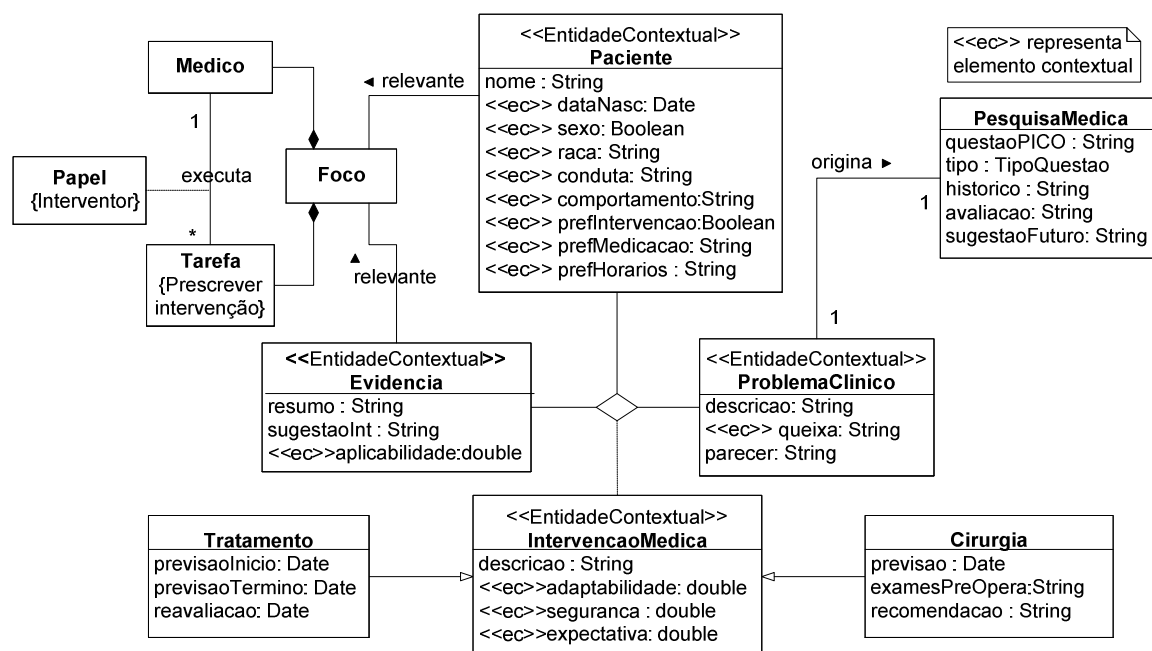 Medico
1
executa
Papel
{Interventor}
*
Tarefa
{Prescrever
intervenção}
Foco
◄ relevante
▲
relevante
<<EntidadeContextual>>
Paciente
nome : String
<<ec>> dataNasc: Date
<<ec>> sexo: Boolean
<<ec>> raca: String
<<ec>> conduta: String
<<ec>> comportamento:String
<<ec>> prefIntervencao:Boolean
<<ec>> prefMedicacao: String
<<ec>> prefHorarios : String
<<ec>> representa
elemento contextual
PesquisaMedica
questaoPICO : String
tipo : TipoQuestao
historico : String
avaliacao: String
sugestaoFuturo: String
origina ►
1
1
<<EntidadeContextual>>
Evidencia
resumo : String
sugestaoInt : String
<<ec>>aplicabilidade:double
<<EntidadeContextual>>
ProblemaClinico
descricao: String
<<ec>> queixa: String
parecer: String
Tratamento
previsaoInicio: Date
previsaoTermino: Date
reavaliacao: Date
<<EntidadeContextual>>
IntervencaoMedica
descricao : String
<<ec>>adaptabilidade: double
<<ec>>seguranca : double
<<ec>>expectativa: double
Cirurgia
previsao : Date
examesPreOpera:String
recomendacao : String